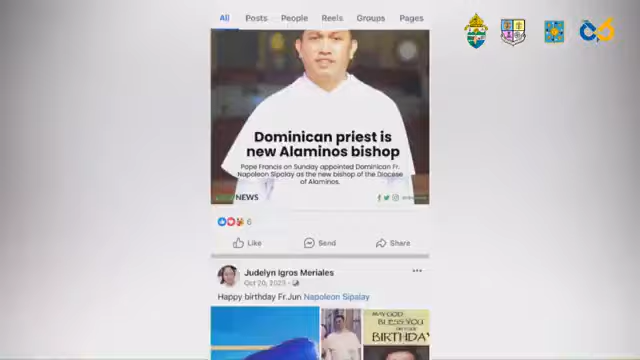 All Posts People Reels Groups Pages
Dominican priest is
new Alaminos bishop
Pope Francis on Sunday appointed Dominican Fr.
Napoleon Sipalay as the new bishop of the Diocese
of Alaminos.
NEWS
6
Like Send Share
Judelyn Igros Meriales
Oct 20, 2023
Happy birthday Fr.Jun Napoleon Sipalay
MAY GOD
BLESS YOU
BIRTHDAY